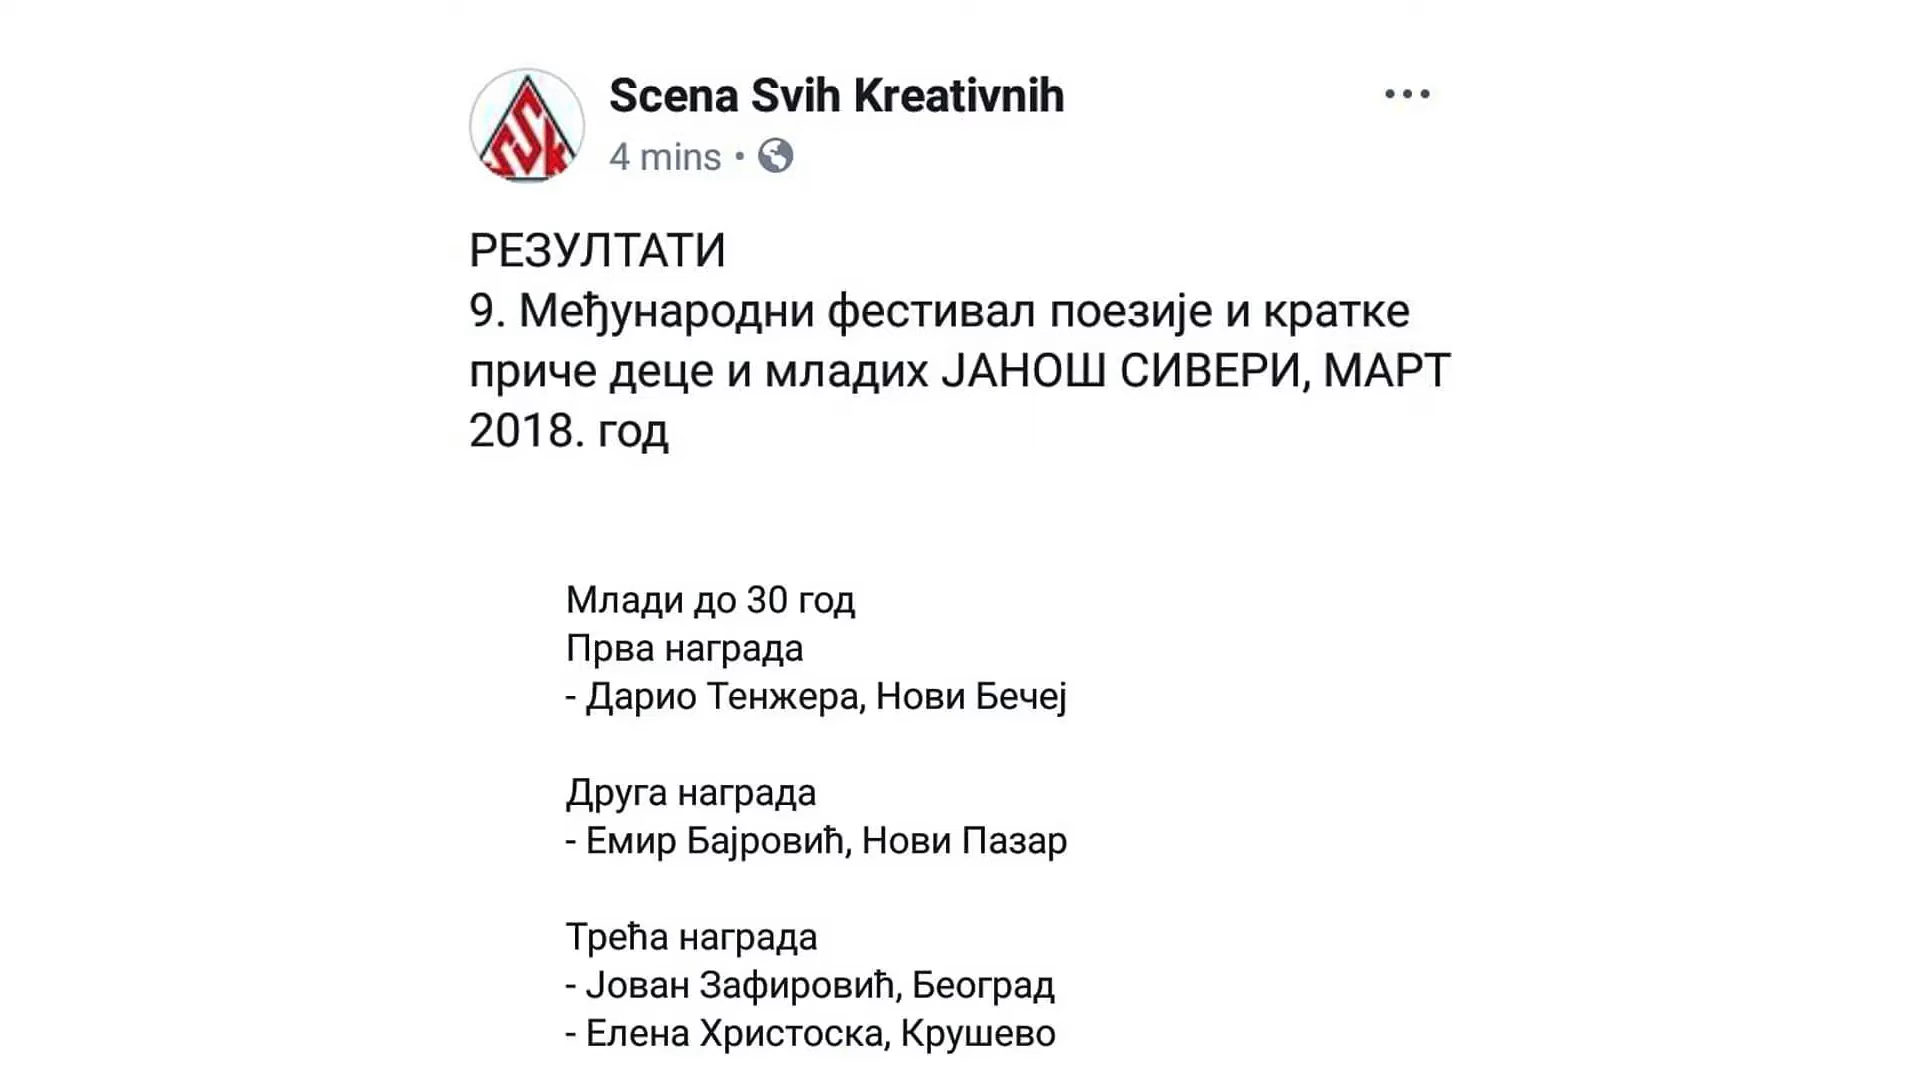 Scena Svih Kreativnih
4 mins •
РЕЗУЛТАТИ
9. Међународни фестивал поезије и кратке
приче деце и младих ЈАНОШ СИВЕРИ, МАРТ
2018. год
Млади до 30 год
Прва награда
- Дарио Тенжера, Нови Бечеј
Друга награда
- Емир Бајровић, Нови Пазар
Трећа награда
- Јован Зафировић, Београд
- Елена Христоска, Крушево